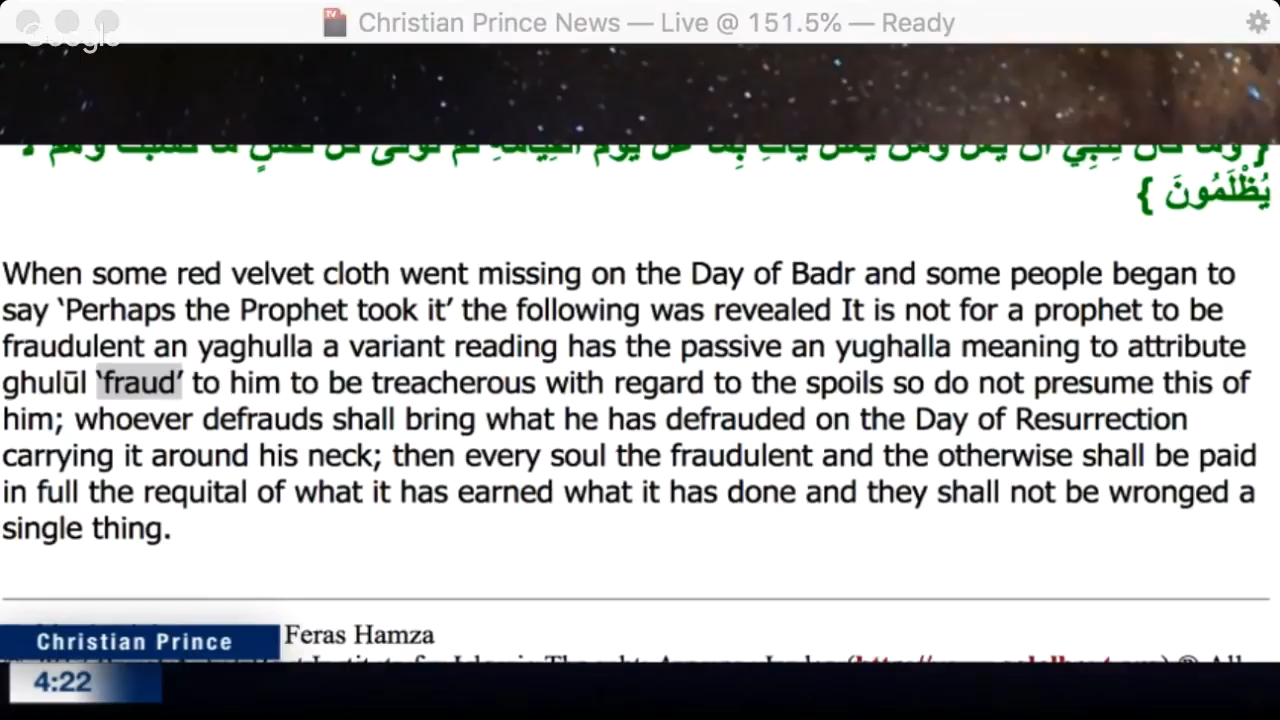 Christian Prince News — Live @ 151.5% — Ready
Google
يُظْلَمُونَ }
When some red velvet cloth went missing on the Day of Badr and some people began to
say ‘Perhaps the Prophet took it’ the following was revealed It is not for a prophet to be
fraudulent an yaghulla a variant reading has the passive an yughalla meaning to attribute
ghulūl ‘fraud’ to him to be treacherous with regard to the spoils so do not presume this of
him; whoever defrauds shall bring what he has defrauded on the Day of Resurrection
carrying it around his neck; then every soul the fraudulent and the otherwise shall be paid
in full the requital of what it has earned what it has done and they shall not be wronged a
single thing.
Feras Hamza
Christian Prince
4:22